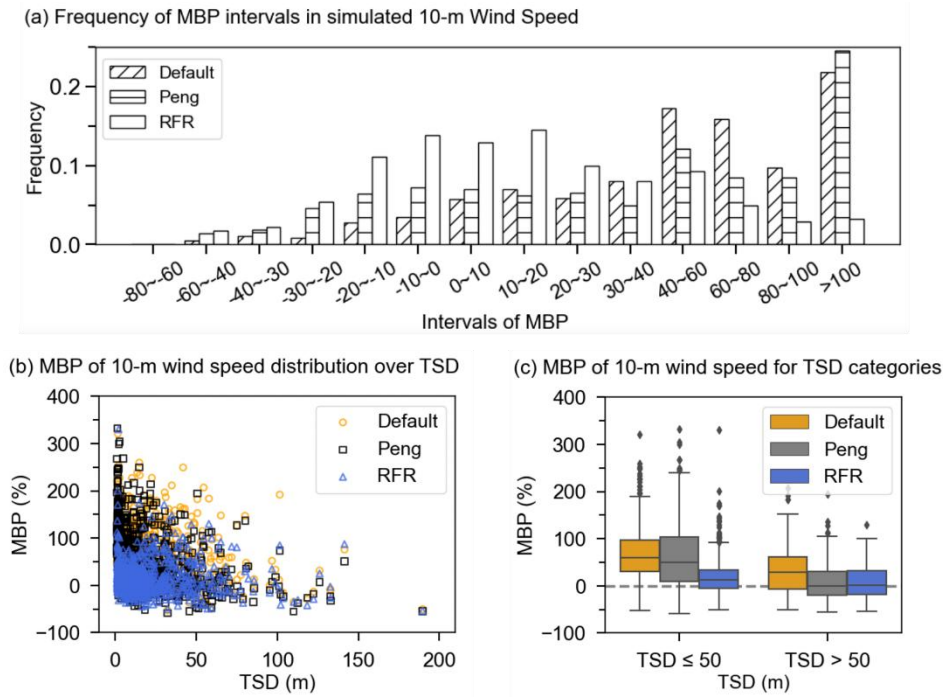 (a) Frequency of MBP intervals in simulated 10-m Wind Speed
Frequency
0.2
0.1
0.0
Default
Peng
RFR
-80~-60
-60~-40
-40~-30
-30~-20
-20~-10
-10~0
0~10
10~20
20~30
30~40
40~60
60~80
80~100
>100
Intervals of MBP
(b) MBP of 10-m wind speed distribution over TSD
MBP (%)
400
300
200
100
0
−100
Default
Peng
RFR
0
50
100
150
200
TSD (m)
(c) MBP of 10-m wind speed for TSD categories
MBP (%)
400
300
200
100
0
−100
Default
Peng
RFR
TSD ≤ 50
TSD > 50
TSD (m)